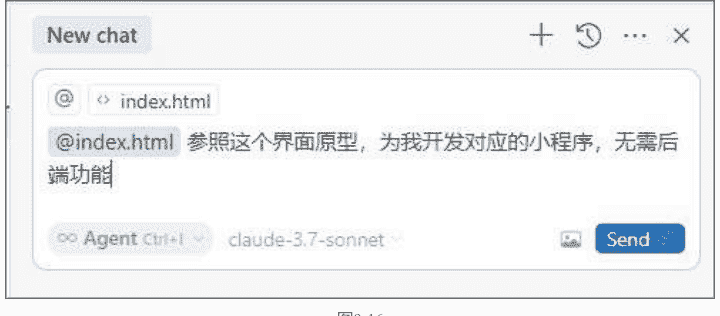 New chat
@ <> index.html
@index.html 参照这个界面原型，为我开发对应的小程序，无需后
端功能
∞ Agent Ctrl+I claude-3.7-sonnet Send